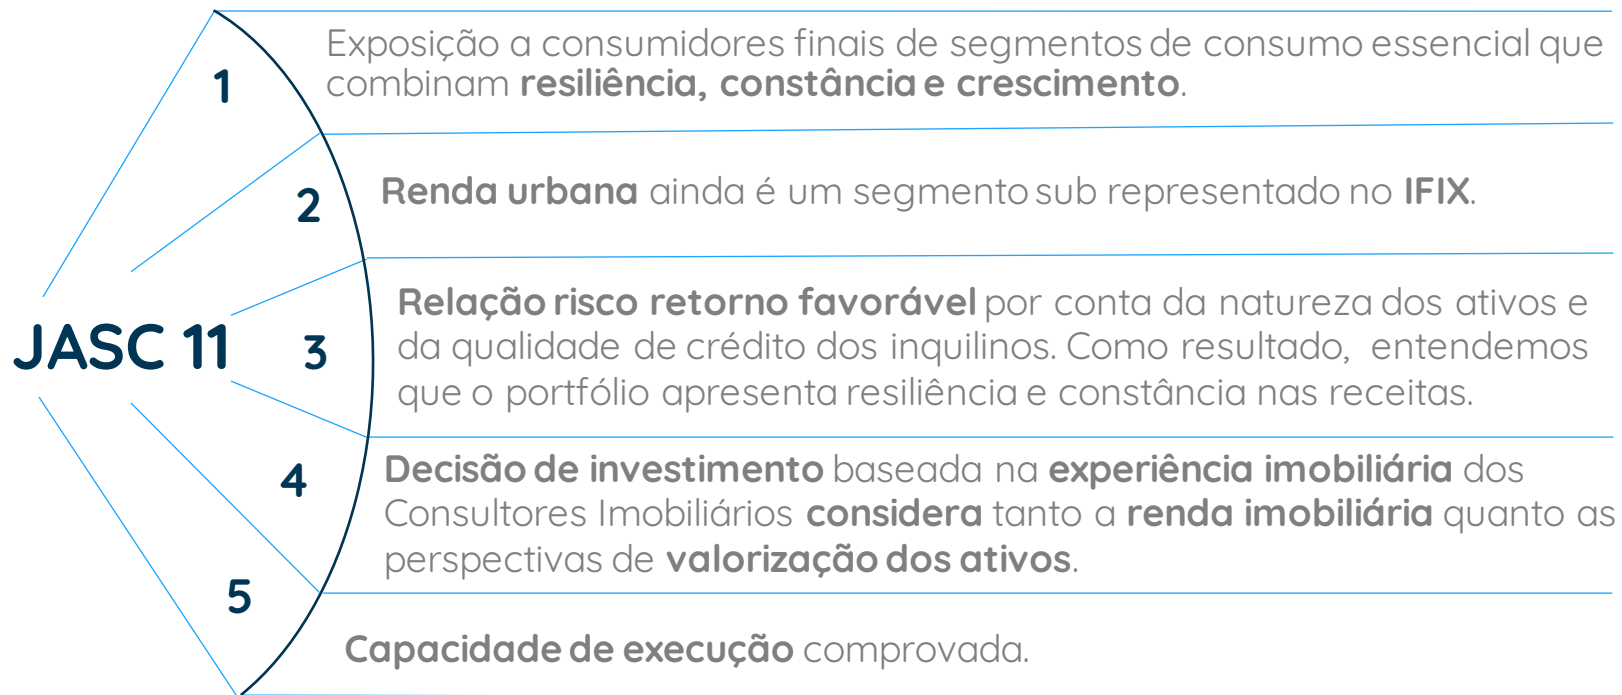 1
Exposição a consumidores finais de segmentos de consumo essencial que
combinam resiliência, constância e crescimento.
2
Renda urbana ainda é um segmento sub representado no IFIX.
JASC 11
3
Relação risco retorno favorável por conta da natureza dos ativos e
da qualidade de crédito dos inquilinos. Como resultado, entendemos
que o portfólio apresenta resiliência e constância nas receitas.
4
Decisão de investimento baseada na experiência imobiliária dos
Consultores Imobiliários considera tanto a renda imobiliária quanto as
perspectivas de valorização dos ativos.
5
Capacidade de execução comprovada.